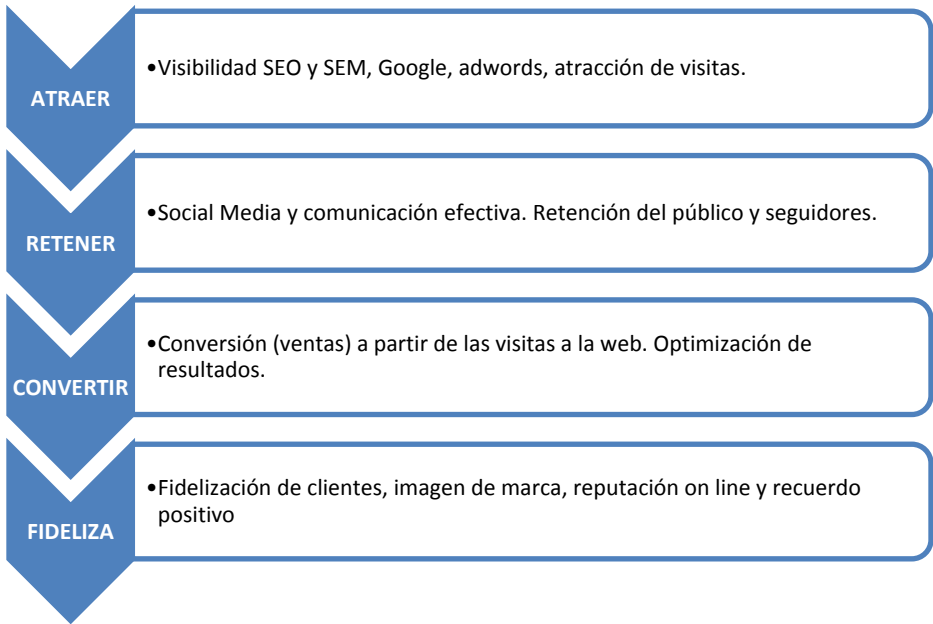 ATRAER
•Visibilidad SEO y SEM, Google, adwords, atracción de visitas.
RETENER
•Social Media y comunicación efectiva. Retención del público y seguidores.
CONVERTIR
•Conversión (ventas) a partir de las visitas a la web. Optimización de
resultados.
FIDELIZA
•Fidelización de clientes, imagen de marca, reputación on line y recuerdo
positivo